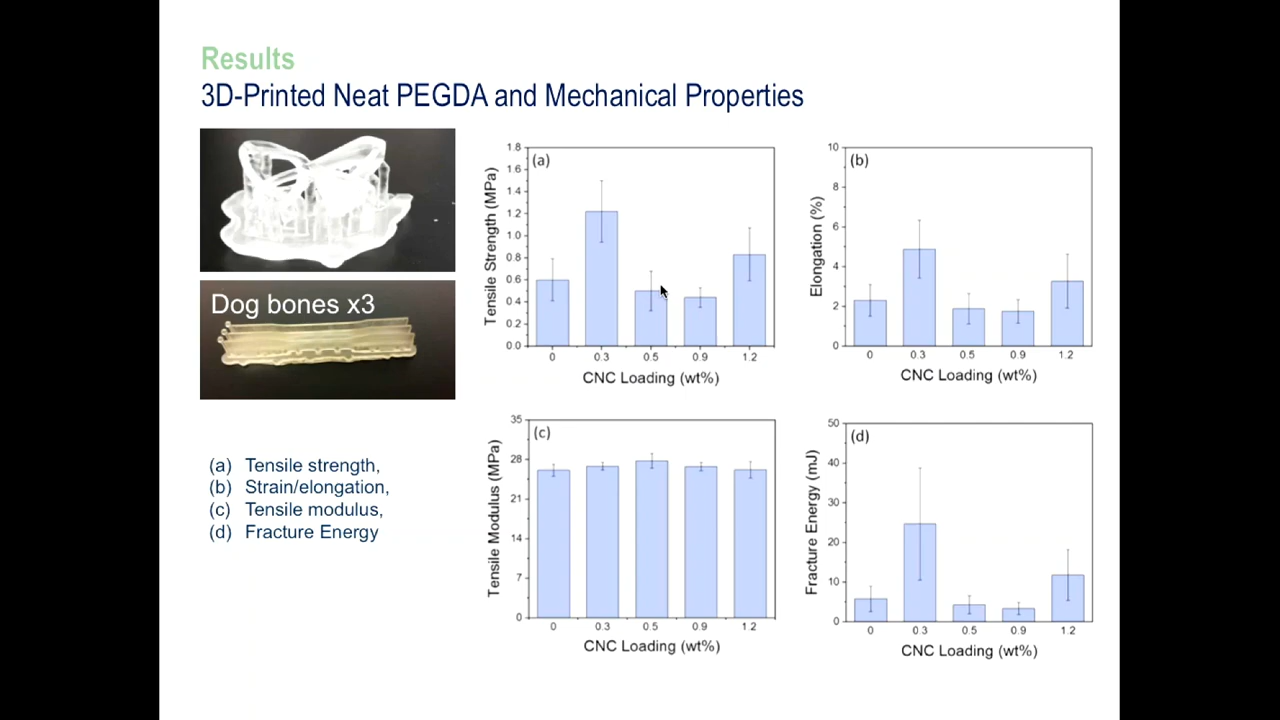 Results
3D-Printed Neat PEGDA and Mechanical Properties
Dog bones x3
(a) Tensile strength,
(b) Strain/elongation,
(c) Tensile modulus,
(d) Fracture Energy
(a)
Tensile Strength (MPa)
1.8
1.6
1.4
1.2
1.0
0.8
0.6
0.4
0.2
0.0
0 0.3 0.5 0.9 1.2
CNC Loading (wt%)
(b)
Elongation (%)
10
8
6
4
2
0
0 0.3 0.5 0.9 1.2
CNC Loading (wt%)
(c)
Tensile Modulus (MPa)
35
28
21
14
7
0
0 0.3 0.5 0.9 1.2
CNC Loading (wt%)
(d)
Fracture Energy (mJ)
50
40
30
20
10
0
0 0.3 0.5 0.9 1.2
CNC Loading (wt%)